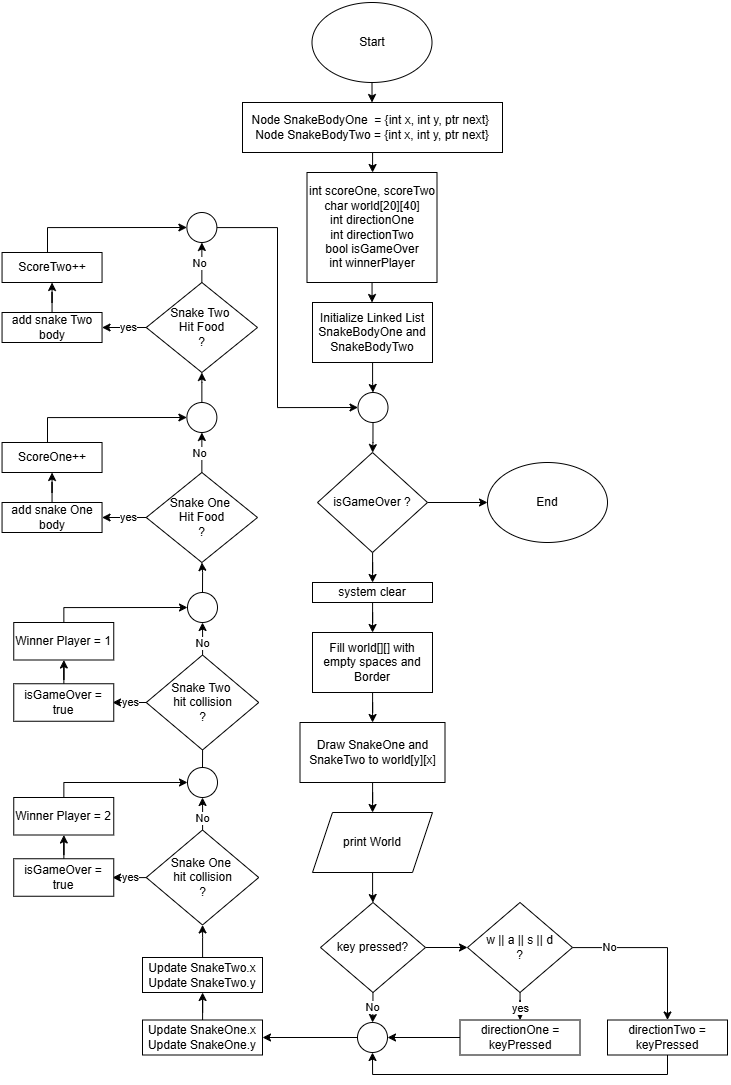 Start
Node SnakeBodyOne = {int x, int y, ptr next}
Node SnakeBodyTwo = {int x, int y, ptr next}
int scoreOne, scoreTwo
char world[20][40]
int directionOne
int directionTwo
bool isGameOver
int winnerPlayer
Initialize Linked List
SnakeBodyOne and
SnakeBodyTwo
isGameOver ?
End
system clear
Fill world[][] with
empty spaces and
Border
Draw SnakeOne and
SnakeTwo to world[y][x]
print World
key pressed?
No
w || a || s || d
?
yes
No
directionOne =
keyPressed
directionTwo =
keyPressed
Update SnakeOne.x
Update SnakeOne.y
Update SnakeTwo.x
Update SnakeTwo.y
Snake One
hit collision
?
yes
isGameOver =
true
Winner Player = 2
No
Snake Two
hit collision
?
yes
isGameOver =
true
Winner Player = 1
No
Snake One
Hit Food
?
yes
add snake One
body
ScoreOne++
No
Snake Two
Hit Food
?
yes
add snake Two
body
ScoreTwo++
No